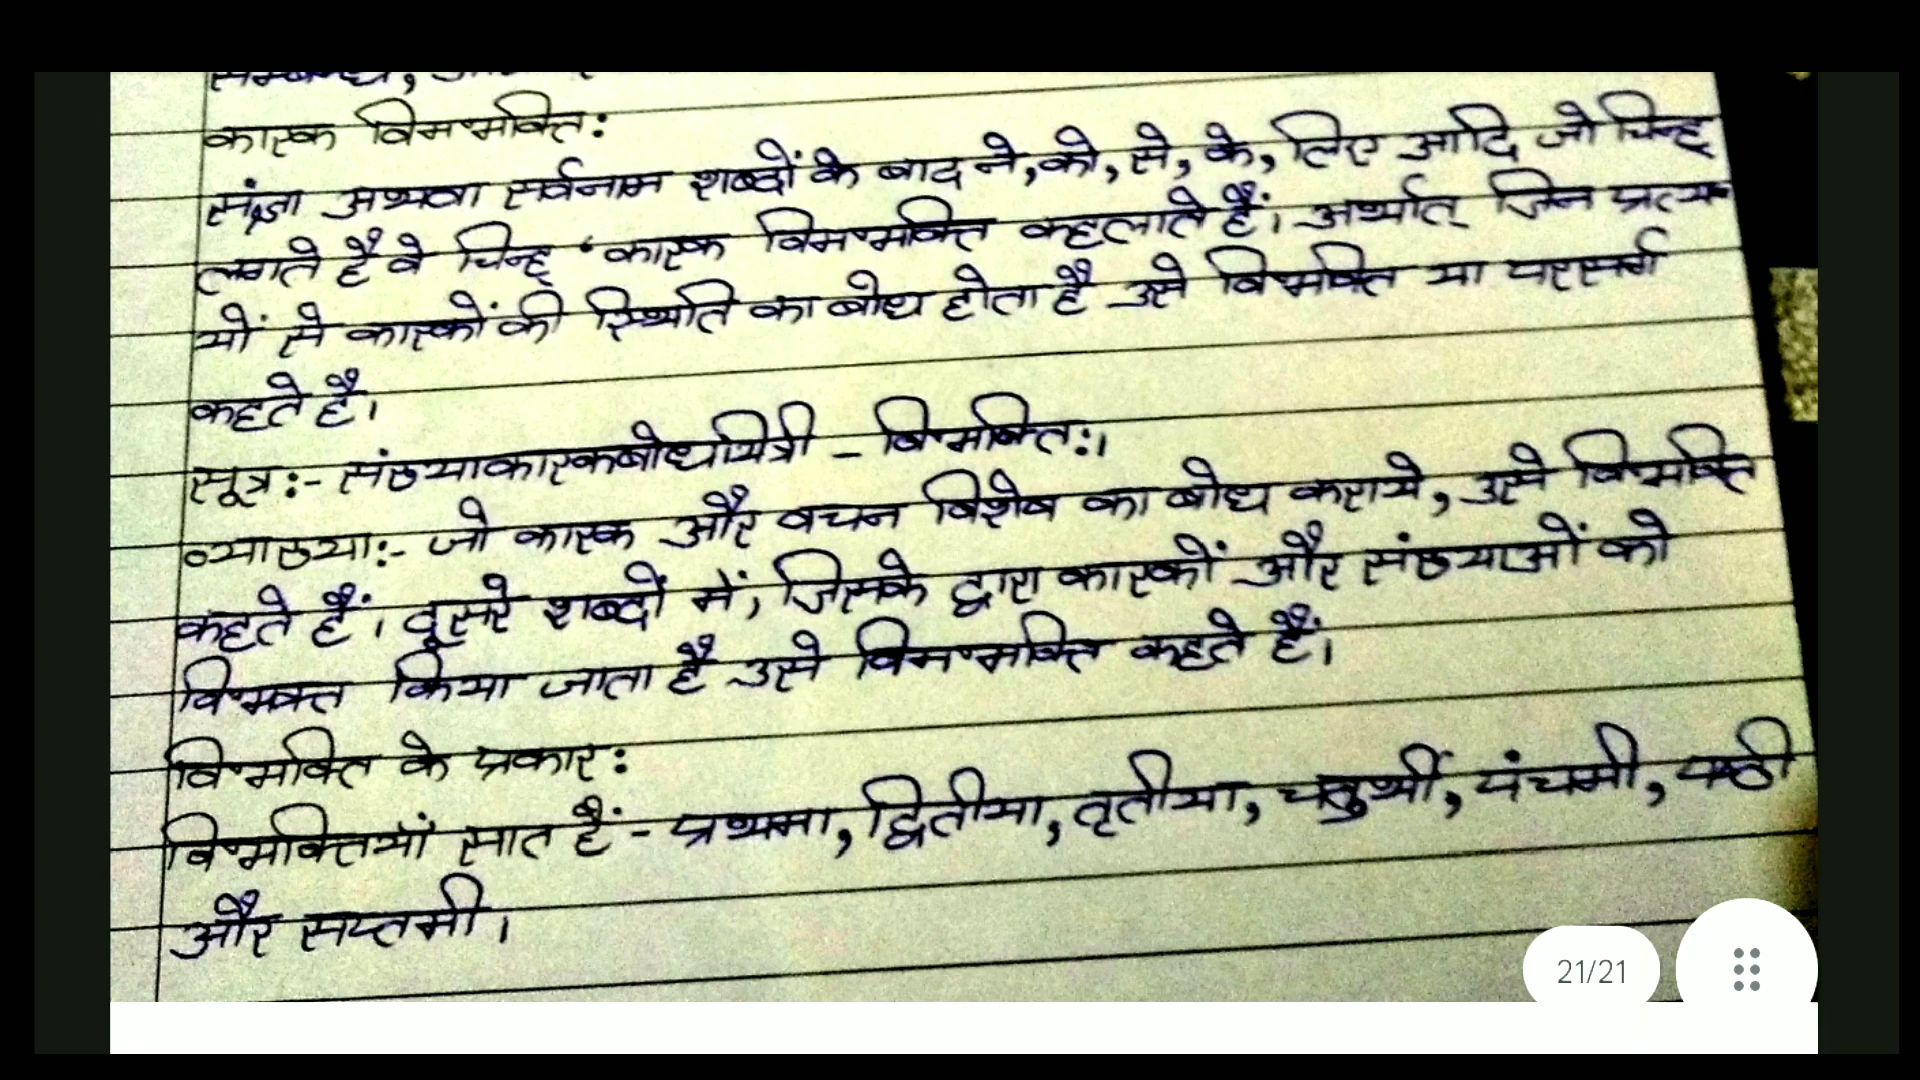 कारक विभक्ति:
संज्ञा अथवा सर्वनाम शब्दों के बाद ने, को, से, के, लिए आदि जो चिन्ह
लगते है वे चिन्ह 'कारक विभक्ति कहलाते हैं। अर्थात् जिन प्रत्य-
यों से कारकों की स्थिति का बोध होता है उसे विभक्ति या परसर्ग
कहते है।
सूत्र:- संख्याकारकबोधयित्री - विभक्ति:।
व्याख्या:- जो कारक और वचन विशेष का बोध कराये, उसे विभक्ति
कहते हैं। दूसरे शब्दों में, जिसके द्वारा कारकों और संख्याओं को
विभक्त किया जाता है उसे विभक्ति कहते हैं।
विभक्ति के प्रकार:
विभक्तियाँ सात हैं - प्रथमा, द्वितीया, तृतीया, चतुर्थी, पंचमी, षष्ठी
और सप्तमी।
21/21